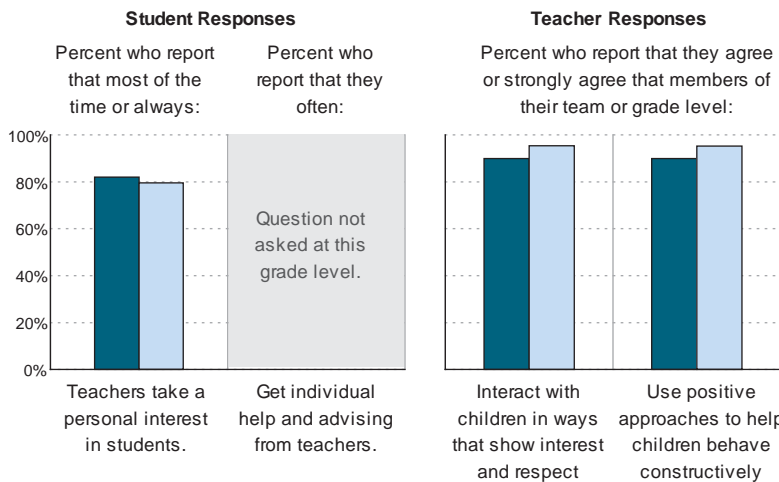 Student Responses
Percent who report
that most of the
time or always:
Percent who
report that they
often:
100%
80%
60%
40%
20%
0%
Question not
asked at this
grade level.
Teachers take a
personal interest
in students.
Get individual
help and advising
from teachers.
Teacher Responses
Percent who report that they agree
or strongly agree that members of
their team or grade level:
Interact with
children in ways
that show interest
and respect
Use positive
approaches to help
children behave
constructively